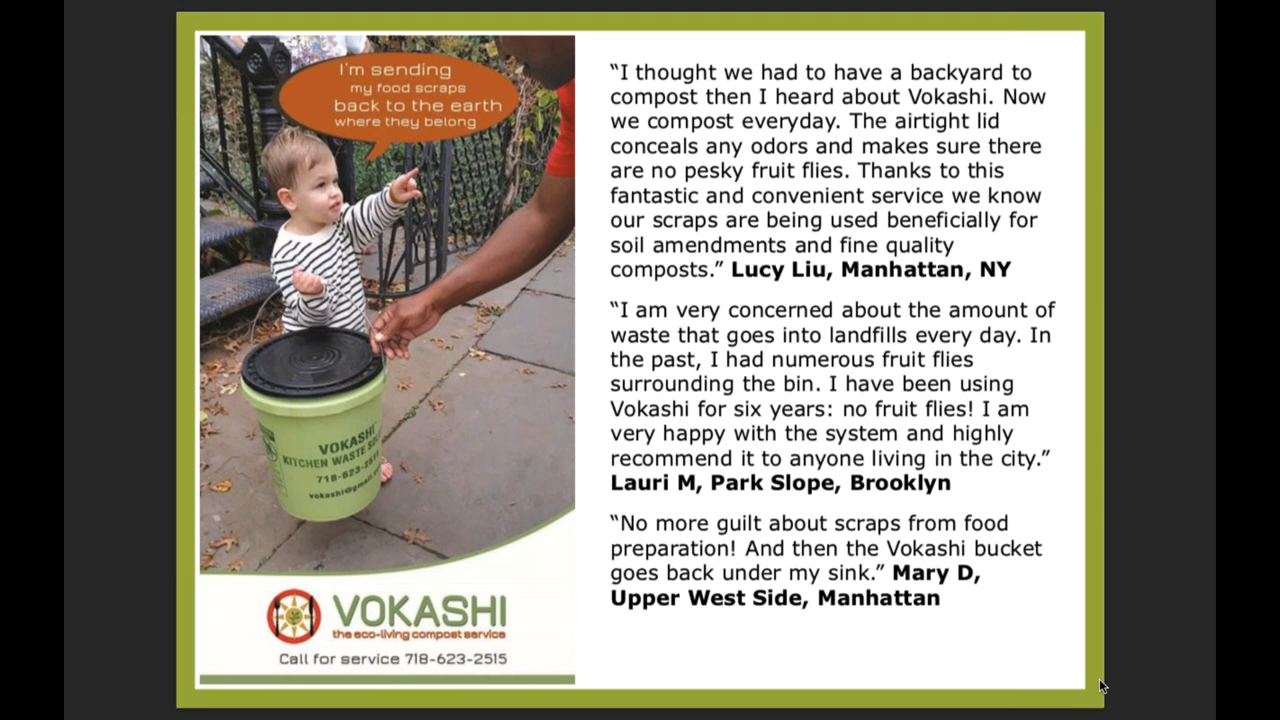 I'm sending
my food scraps
back to the earth
where they belong
VOKASHI
KITCHEN WASTE
718-623-2515
VOKASHI
the eco-living compost service
Call for service 718-623-2515
“I thought we had to have a backyard to
compost then I heard about Vokashi. Now
we compost everyday. The airtight lid
conceals any odors and makes sure there
are no pesky fruit flies. Thanks to this
fantastic and convenient service we know
our scraps are being used beneficially for
soil amendments and fine quality
composts.” Lucy Liu, Manhattan, NY
“I am very concerned about the amount of
waste that goes into landfills every day. In
the past, I had numerous fruit flies
surrounding the bin. I have been using
Vokashi for six years: no fruit flies! I am
very happy with the system and highly
recommend it to anyone living in the city.”
Lauri M, Park Slope, Brooklyn
“No more guilt about scraps from food
preparation! And then the Vokashi bucket
goes back under my sink.” Mary D,
Upper West Side, Manhattan